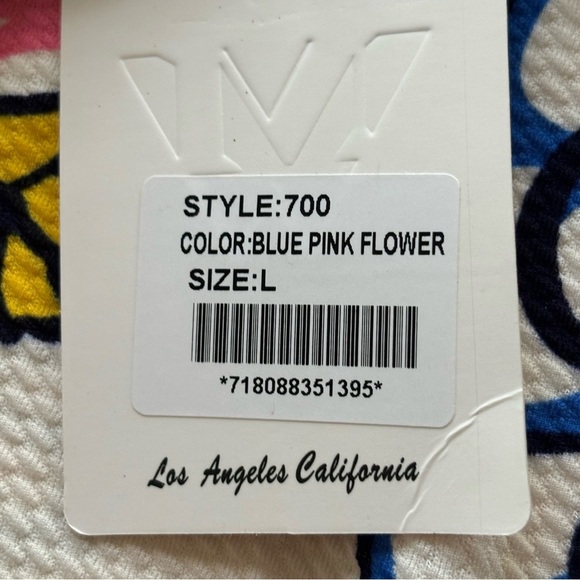 STYLE:700
COLOR:BLUE PINK FLOWER
SIZE:L
*718088351395*
Los Angeles California